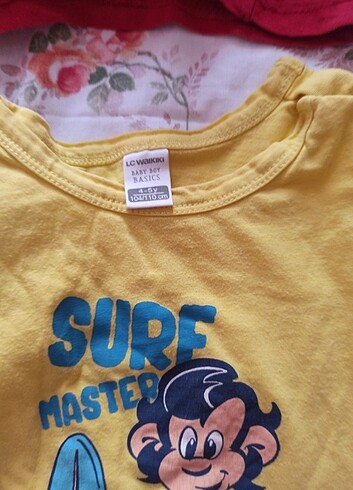 LC WAIKIKI
BABY BOY
BASICS
4-5Y
104/110 cm
SURF
MASTER